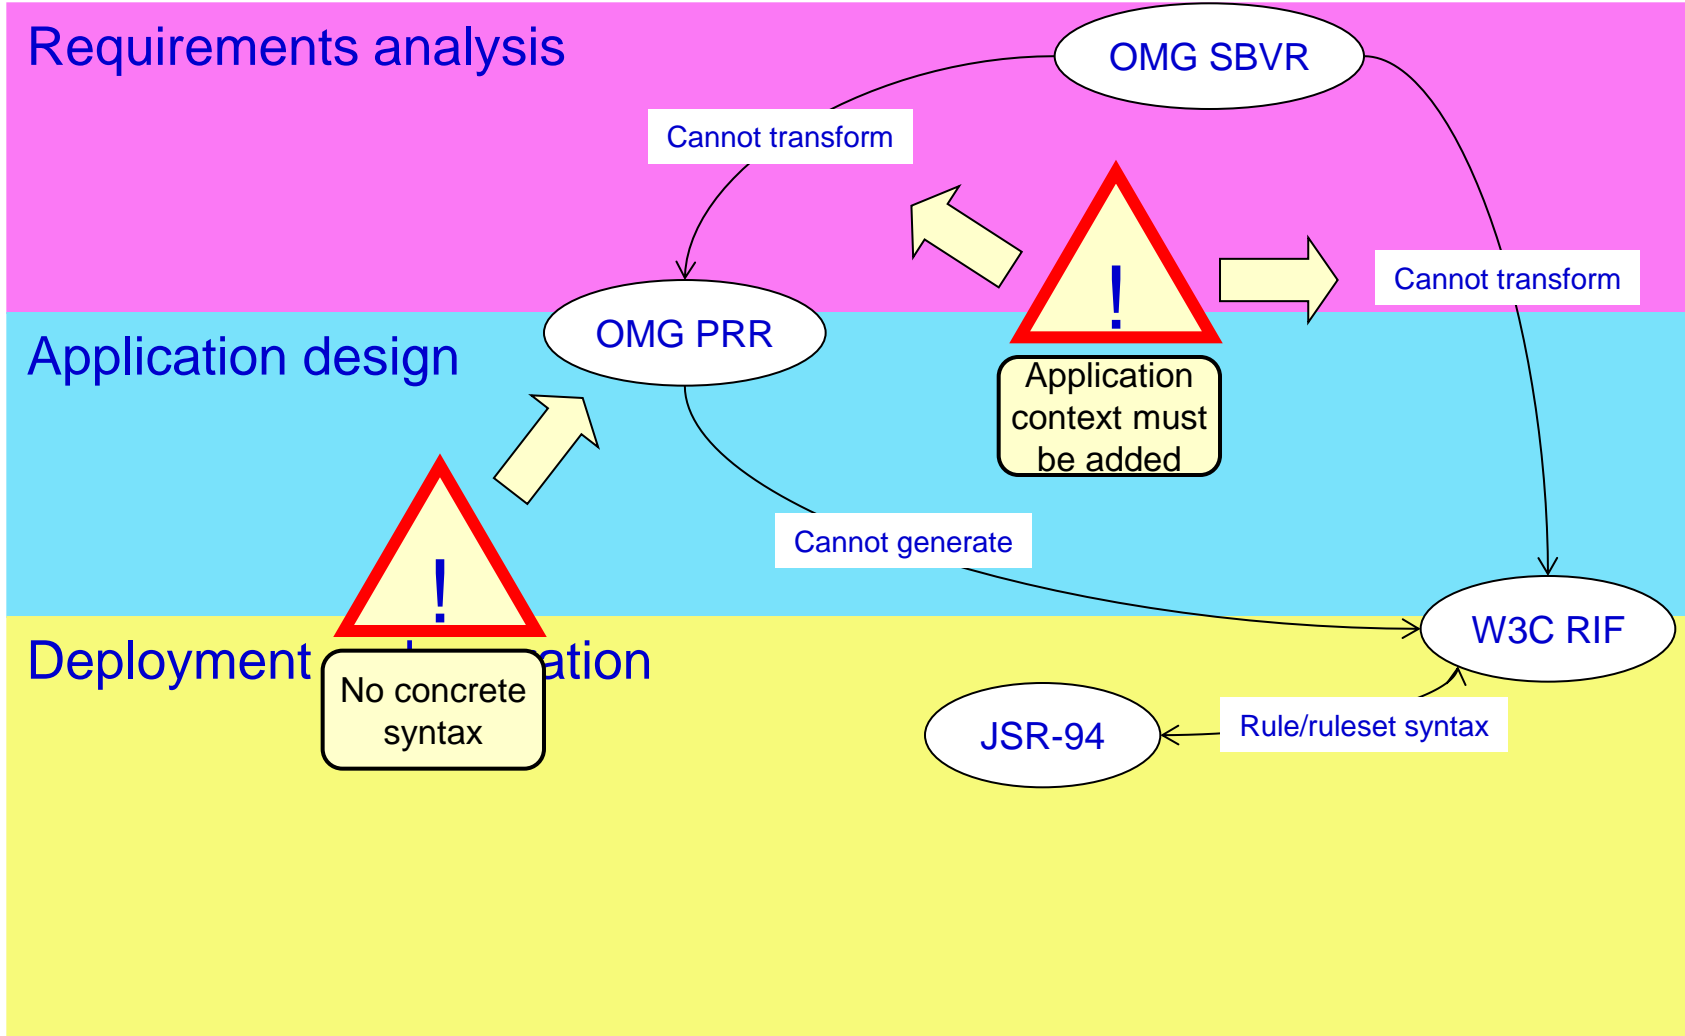 Requirements analysis
OMG SBVR
Cannot transform
!
Cannot transform
OMG PRR
Application design
Application
context must
be added
Cannot generate
!
W3C RIF
Deployment ation
No concrete
syntax
JSR-94
Rule/ruleset syntax